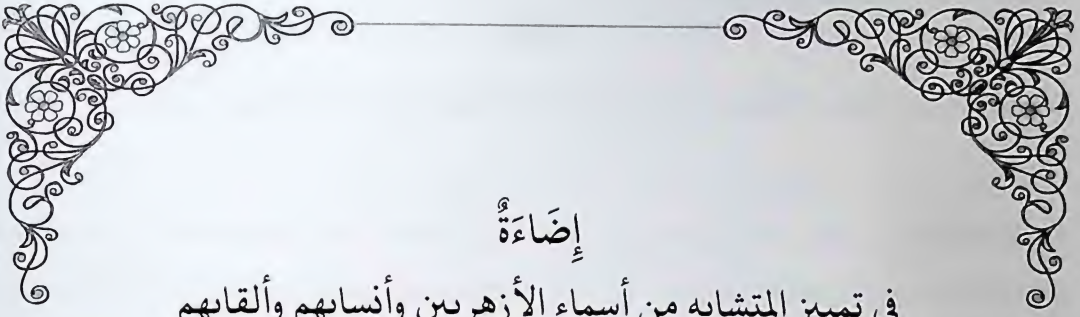 إِضَاءَةٌ
في تمييز المتشابه من أسماء الأزهريين وأنسابهم وألقابهم